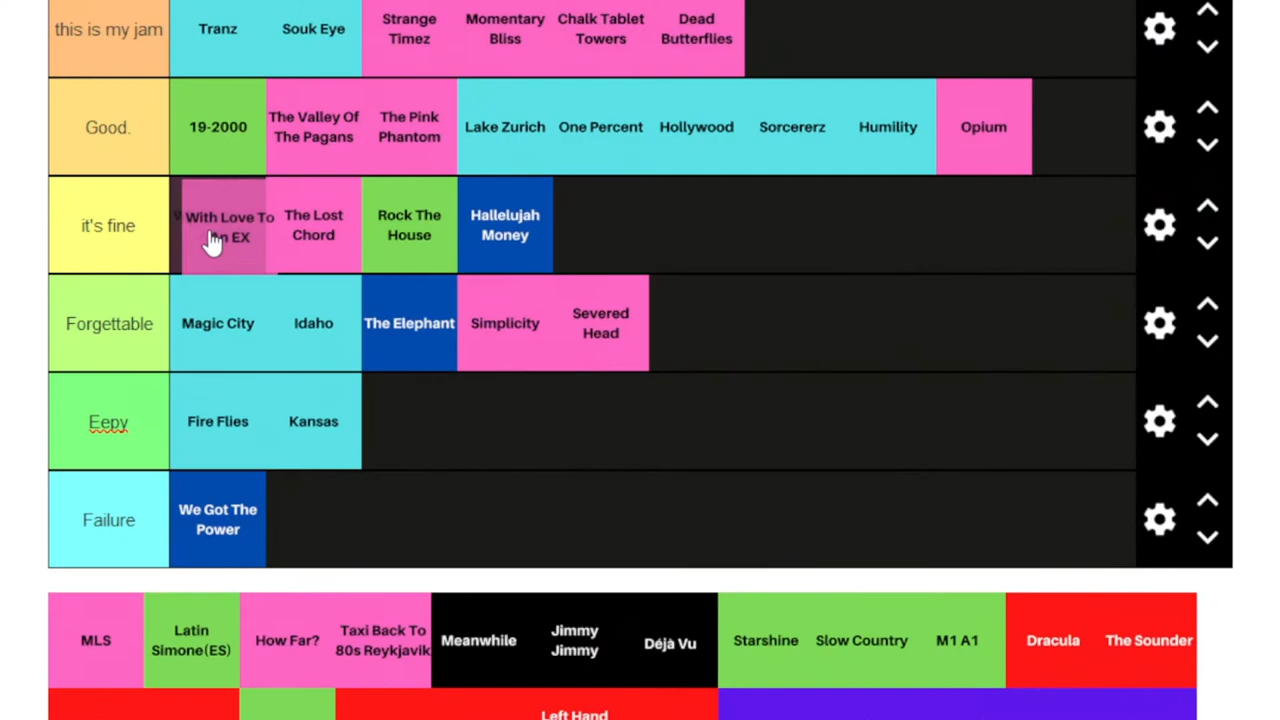 this is my jam
Tranz
Souk Eye
Strange
Timez
Momentary
Bliss
Chalk Tablet
Towers
Dead
Butterflies
Good.
19-2000
The Valley Of
The Pagans
The Pink
Phantom
Lake Zurich
One Percent
Hollywood
Sorcererz
Humility
Opium
it's fine
With Love To
An EX
The Lost
Chord
Rock The
House
Hallelujah
Money
Forgettable
Magic City
Idaho
The Elephant
Simplicity
Severed
Head
Eepy
Fire Flies
Kansas
Failure
We Got The
Power
MLS
Latin
Simone(ES)
How Far?
Taxi Back To
80s Reykjavik
Meanwhile
Jimmy
Jimmy
Déjà Vu
Starshine
Slow Country
M1 A1
Dracula
The Sounder
Left Hand